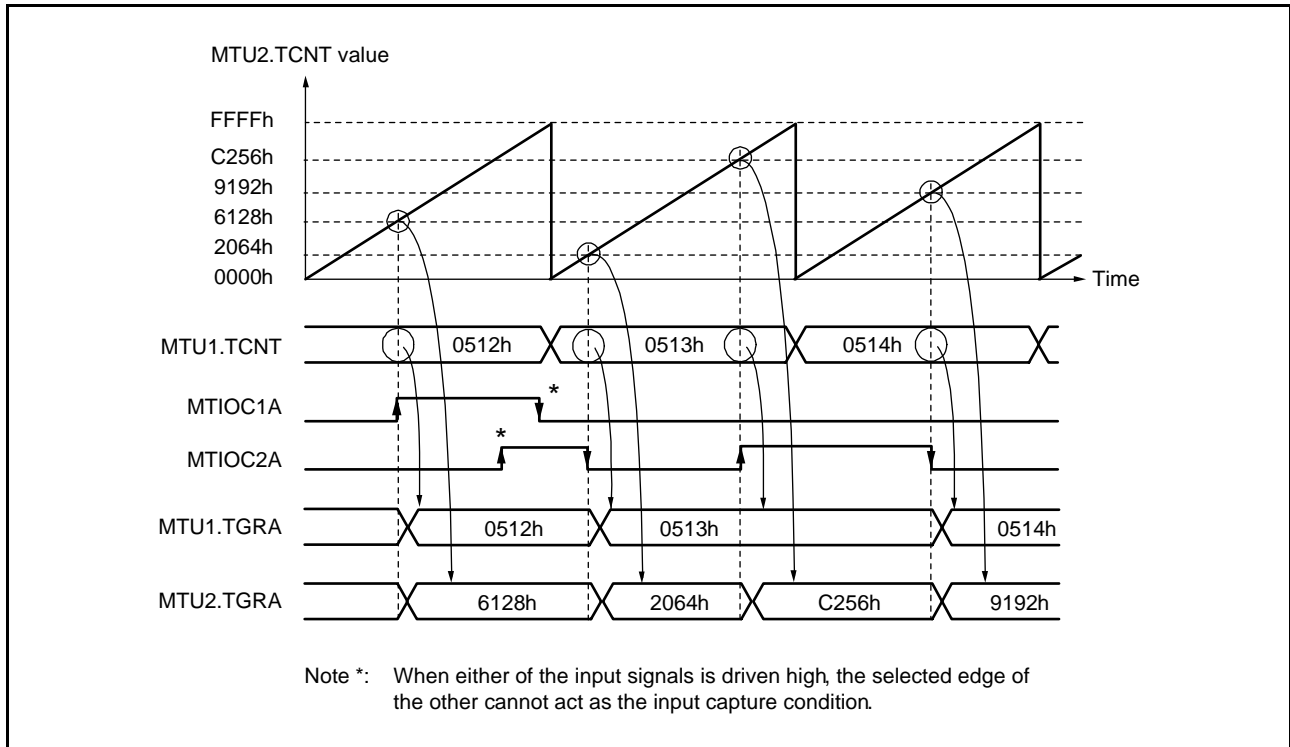 MTU2.TCNT value
FFFFh
C256h
9192h
6128h
2064h
0000h
Time
MTU1.TCNT 0512h 0513h 0514h
MTIOC1A *
MTIOC2A *
MTU1.TGRA 0512h 0513h 0514h
MTU2.TGRA 6128h 2064h C256h 9192h
Note *: When either of the input signals is driven high, the selected edge of
the other cannot act as the input capture condition.